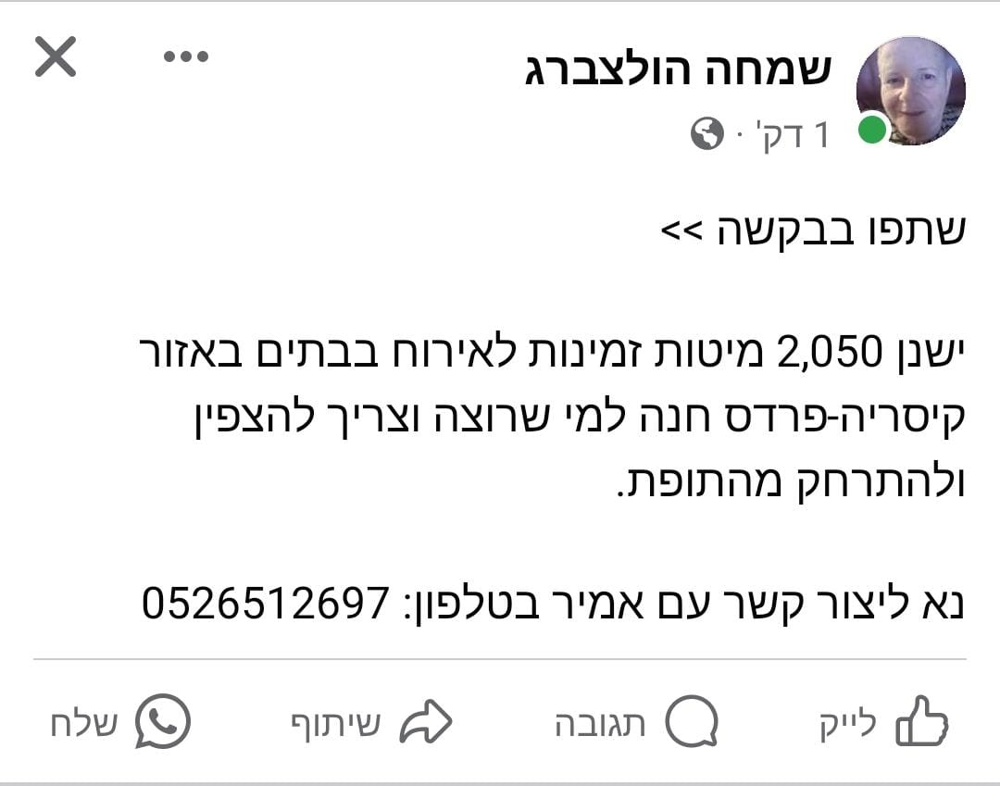 שמחה הולצברג
1 דק' ·
שתפו בבקשה >>
ישנן 2,050 מיטות זמינות לאירוח בבתים באזור
קיסריה-פרדס חנה למי שרוצה וצריך להצפין
ולהתרחק מהתופת.
נא ליצור קשר עם אמיר בטלפון: 0526512697
לייק תגובה שיתוף שלח